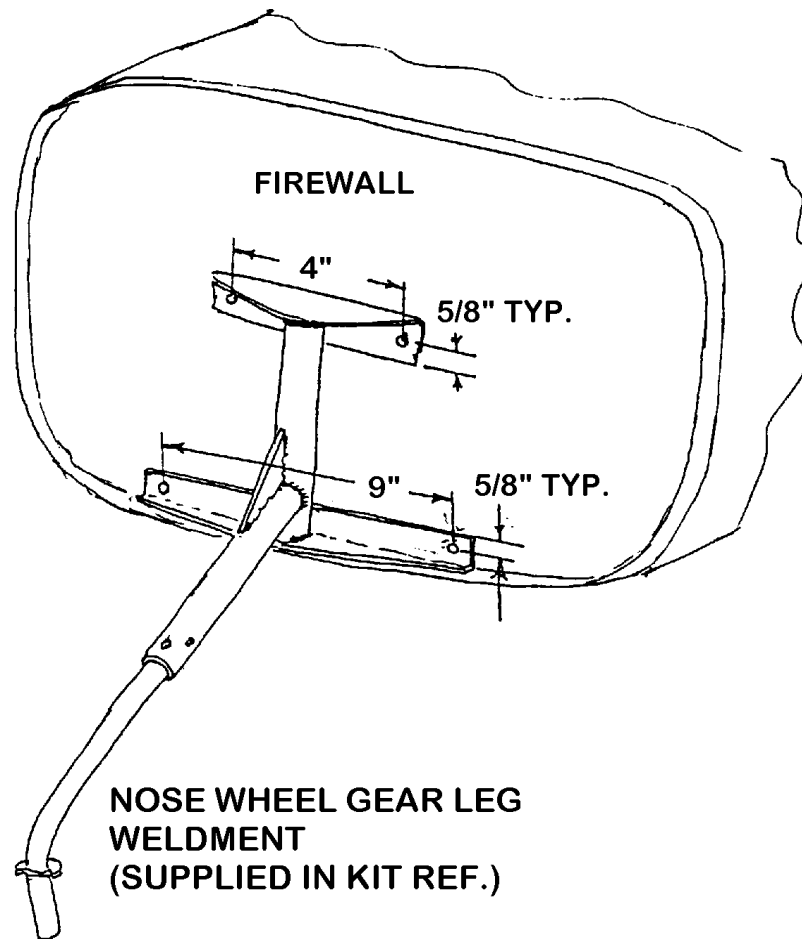 FIREWALL
4"
5/8" TYP.
9"
5/8" TYP.
NOSE WHEEL GEAR LEG
WELDMENT
(SUPPLIED IN KIT REF.)